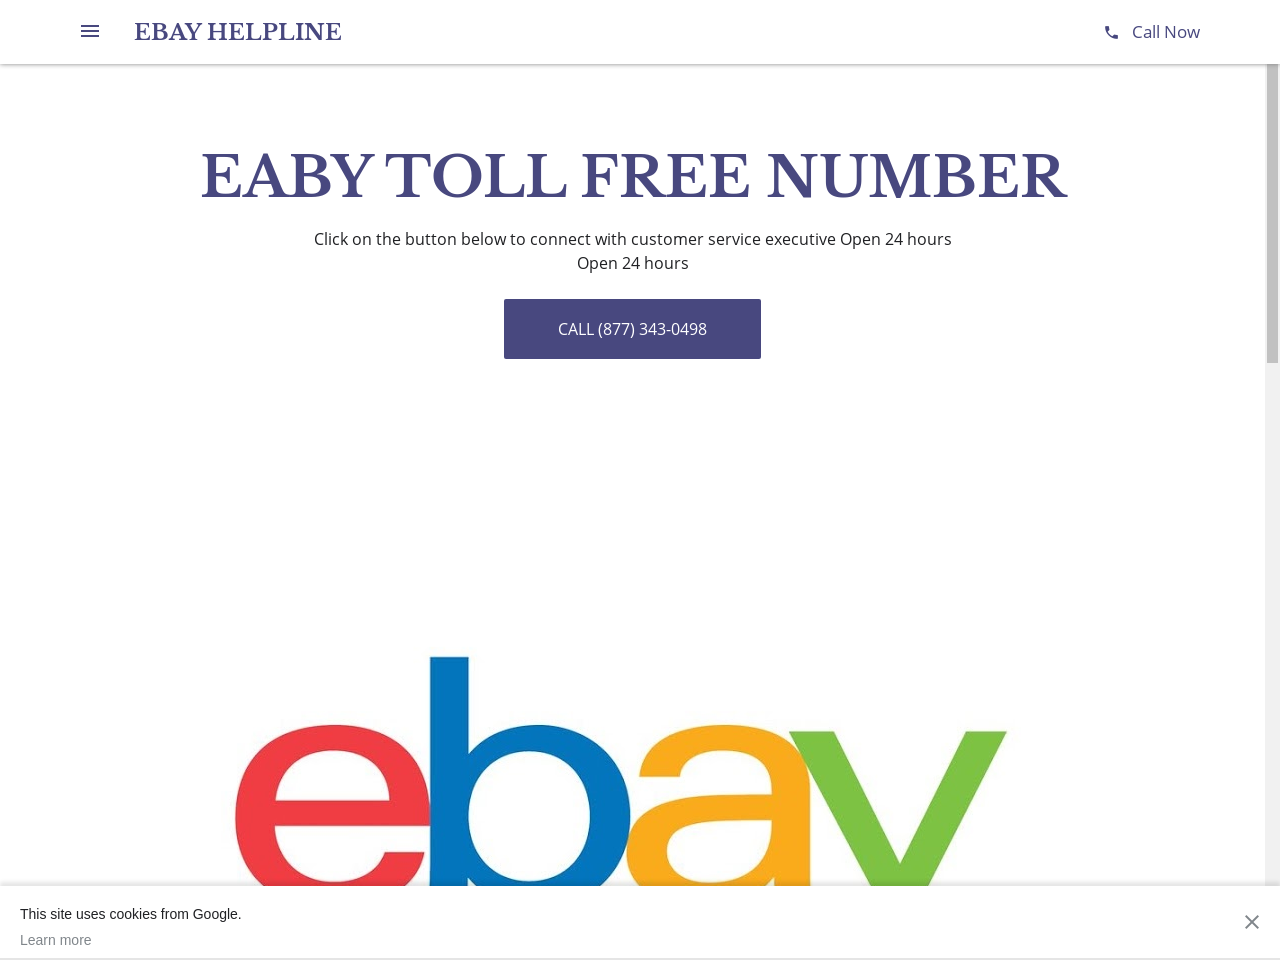 EBAY HELPLINE
Call Now
EABY TOLL FREE NUMBER
Click on the button below to connect with customer service executive Open 24 hours
Open 24 hours
CALL (877) 343-0498
ebay
This site uses cookies from Google.
Learn more